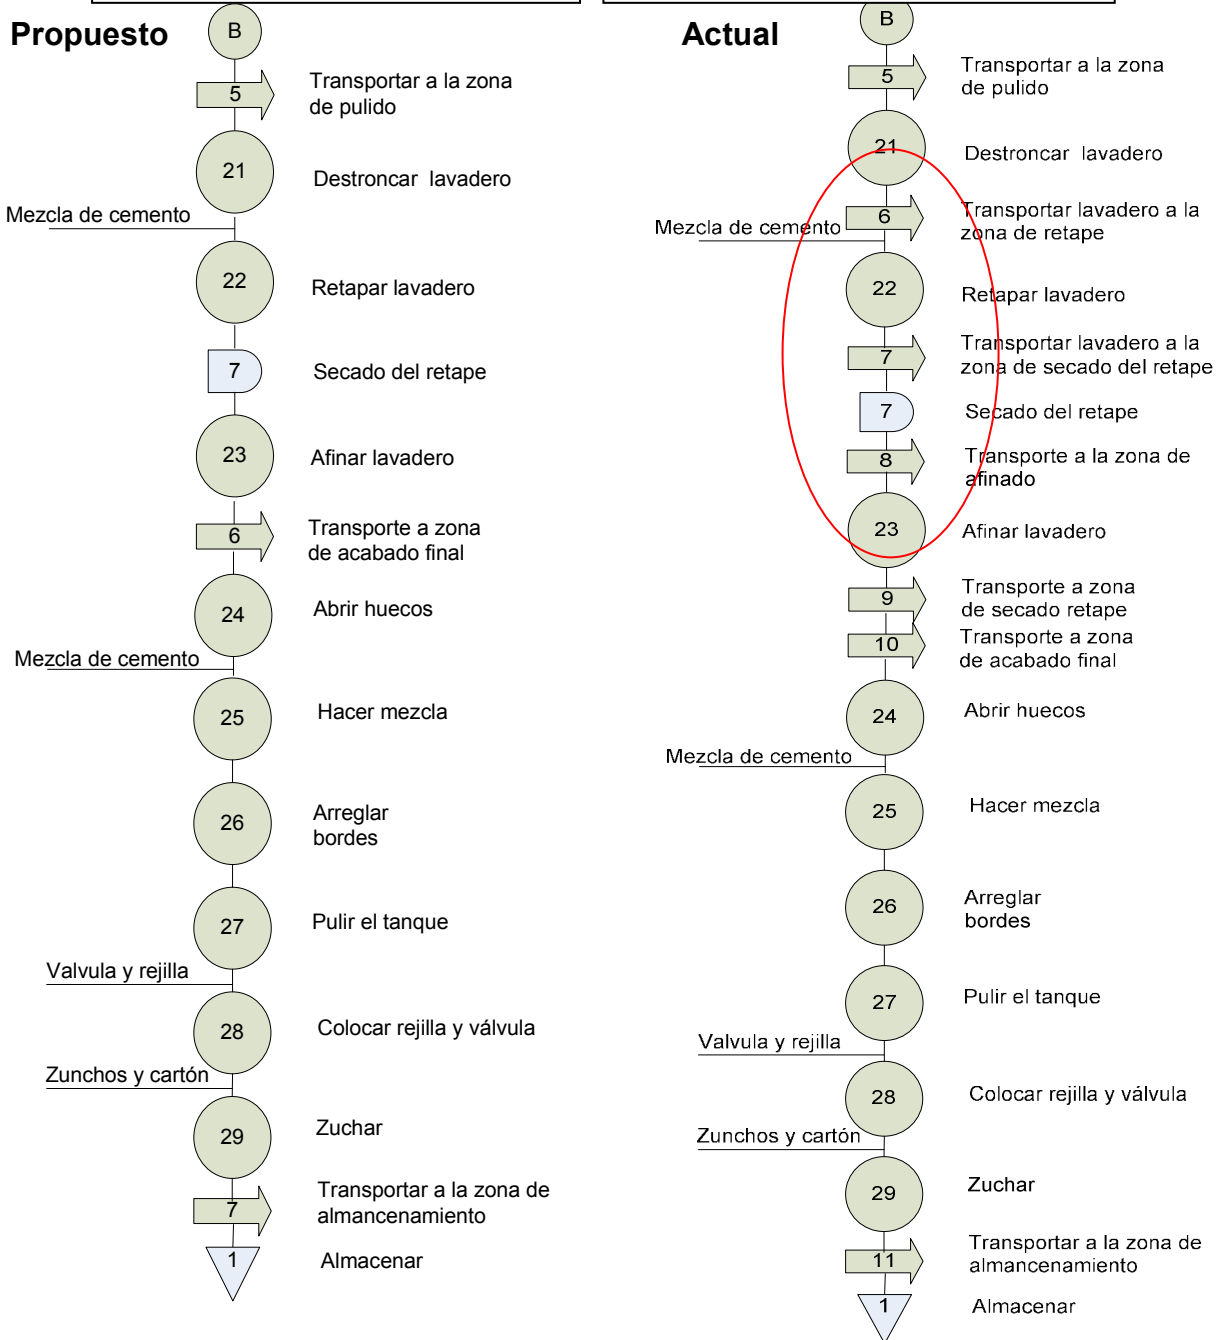 Propuesto
B
5
Transportar a la zona
de pulido
21
Destroncar lavadero
Mezcla de cemento
22
Retapar lavadero
7
Secado del retape
23
Afinar lavadero
6
Transporte a zona
de acabado final
24
Abrir huecos
Mezcla de cemento
25
Hacer mezcla
26
Arreglar
bordes
27
Pulir el tanque
Valvula y rejilla
28
Colocar rejilla y válvula
Zunchos y cartón
29
Zuchar
7
Transportar a la zona de
almancenamiento
1
Almacenar
Actual
B
5
Transportar a la zona
de pulido
21
Destroncar lavadero
6
Transportar lavadero a la
zona de retape
Mezcla de cemento
22
Retapar lavadero
7
Transportar lavadero a la
zona de secado del retape
7
Secado del retape
8
Transporte a la zona de
afinado
23
Afinar lavadero
9
Transporte a zona
de secado retape
10
Transporte a zona
de acabado final
24
Abrir huecos
Mezcla de cemento
25
Hacer mezcla
26
Arreglar
bordes
27
Pulir el tanque
Valvula y rejilla
28
Colocar rejilla y válvula
Zunchos y cartón
29
Zuchar
11
Transportar a la zona de
almancenamiento
1
Almacenar